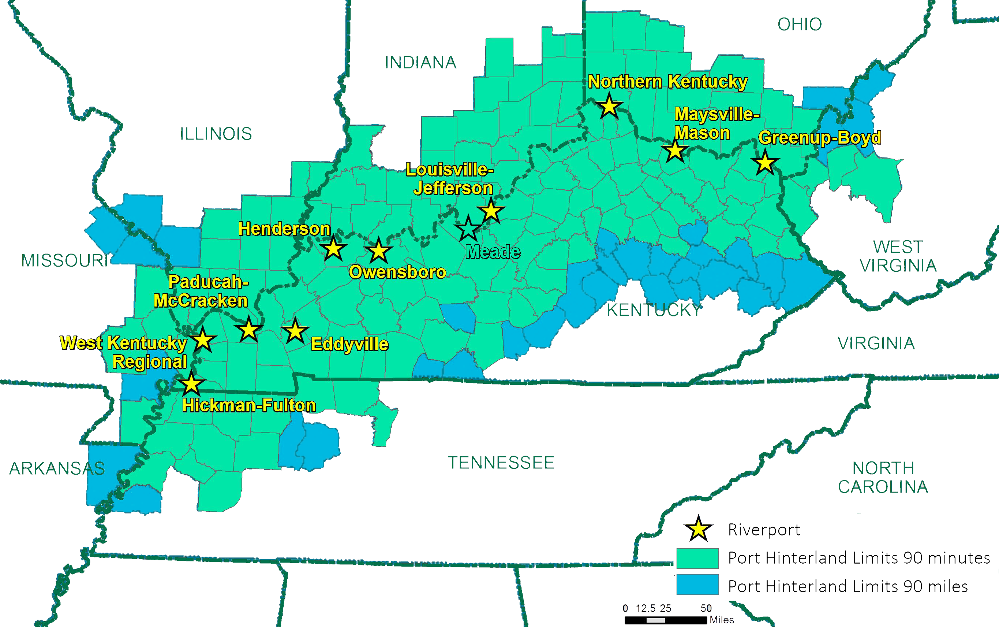 OHIO
INDIANA
Northern Kentucky
Maysville-
Mason
Greenup-Boyd
ILLINOIS
Louisville-
Jefferson
Henderson
Meade
WEST
VIRGINIA
MISSOURI
Owensboro
Paducah-
McCracken
KENTUCKY
West Kentucky
Regional
Eddyville
VIRGINIA
Hickman-Fulton
ARKANSAS
TENNESSEE
NORTH
CAROLINA
Riverport
Port Hinterland Limits 90 minutes
Port Hinterland Limits 90 miles
0 12.5 25 50
Miles